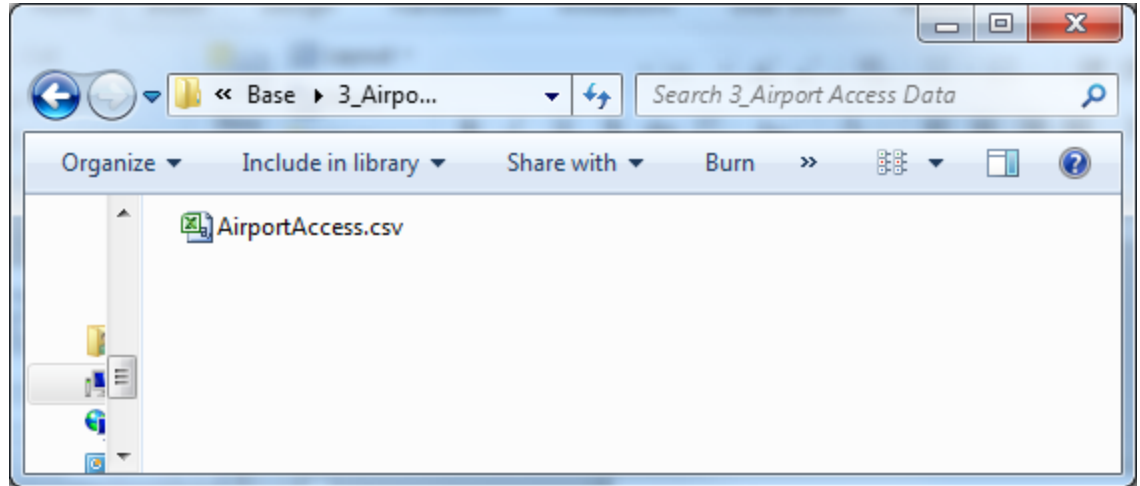 « Base ▸ 3_Airpo... Search 3_Airport Access Data
Organize Include in library Share with Burn »
AirportAccess.csv